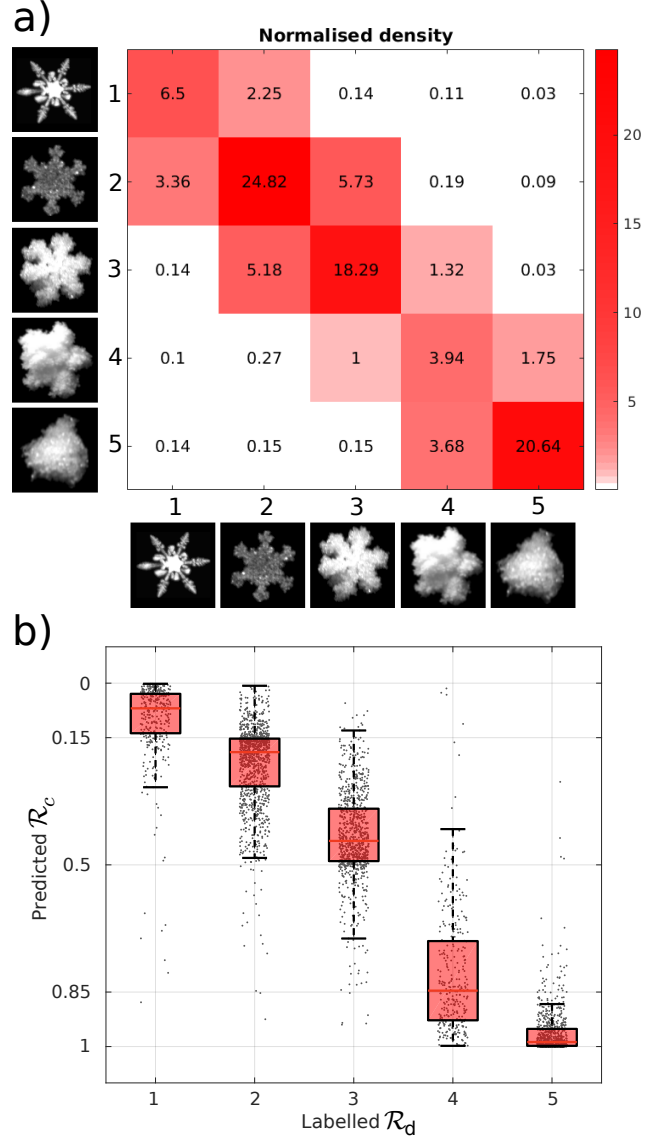 a)
Normalised density
1 6.5 2.25 0.14 0.11 0.03
2 3.36 24.82 5.73 0.19 0.09
3 0.14 5.18 18.29 1.32 0.03
4 0.1 0.27 1 3.94 1.75
5 0.14 0.15 0.15 3.68 20.64
1 2 3 4 5
20
15
10
5
b)
Predicted ℛc
0
0.15
0.5
0.85
1
1 2 3 4 5
Labelled ℛd